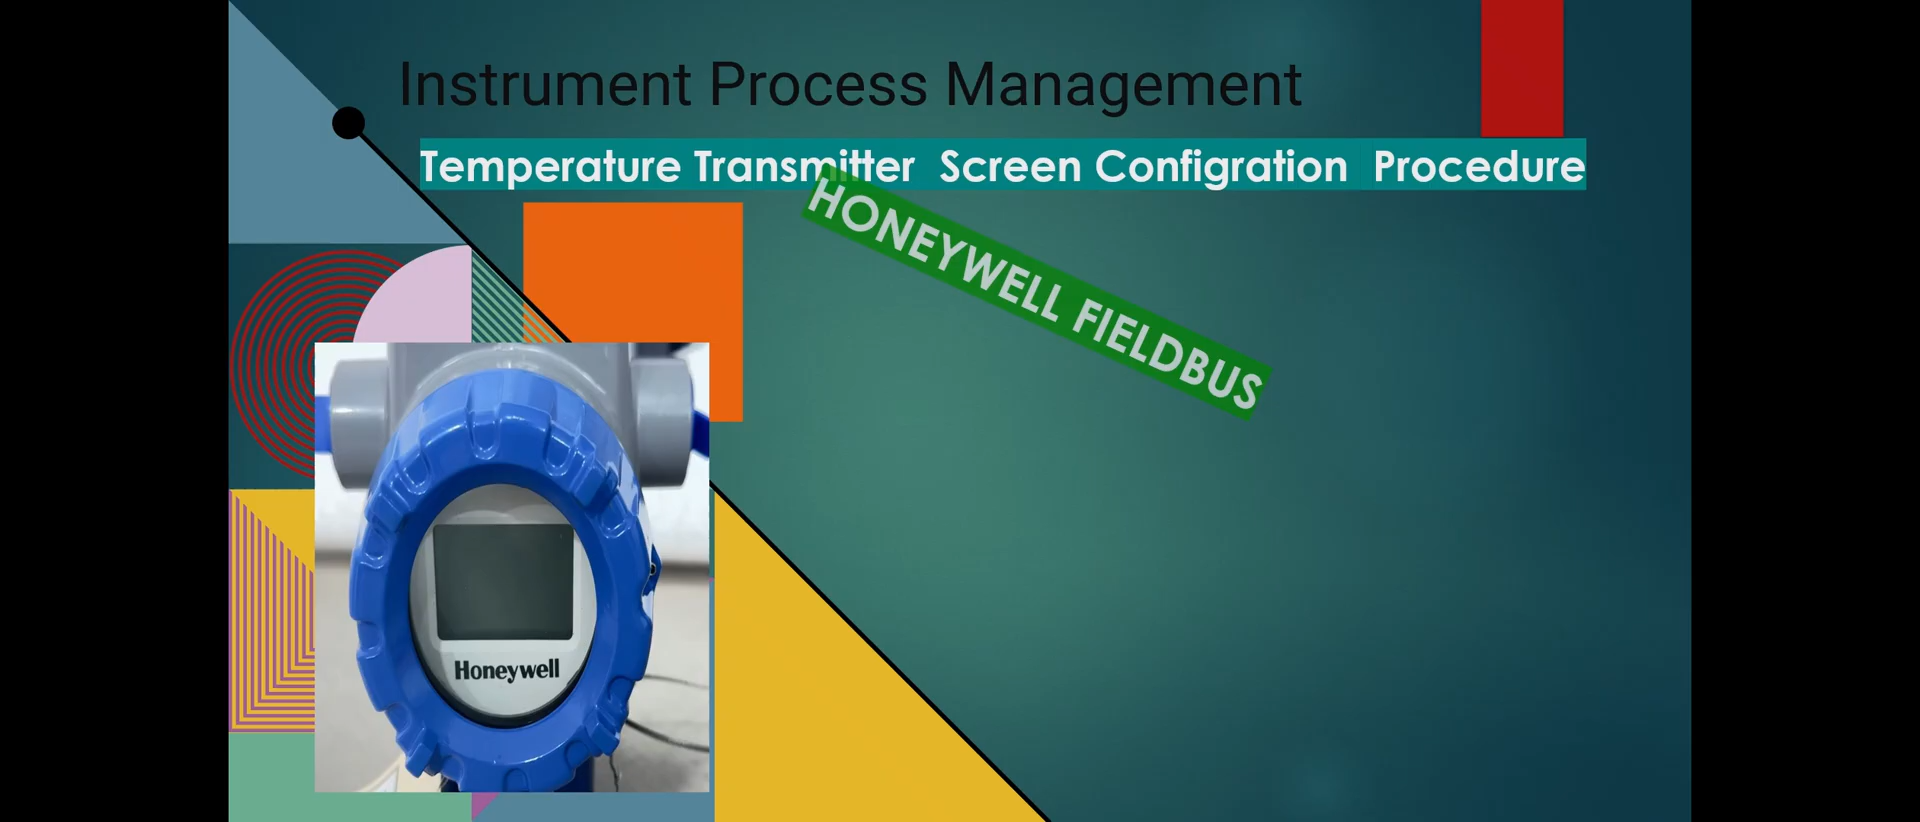 Instrument Process Management
Temperature Transmitter Screen Configration Procedure
HONEYWELL FIELDBUS
Honeywell